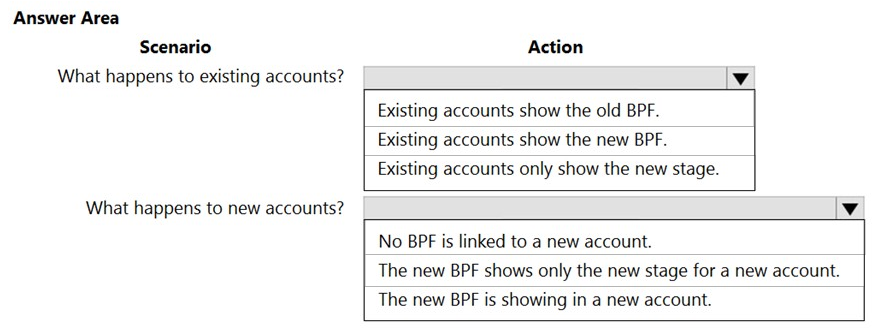 Answer Area
Scenario Action
What happens to existing accounts?
Existing accounts show the old BPF.
Existing accounts show the new BPF.
Existing accounts only show the new stage.
What happens to new accounts?
No BPF is linked to a new account.
The new BPF shows only the new stage for a new account.
The new BPF is showing in a new account.